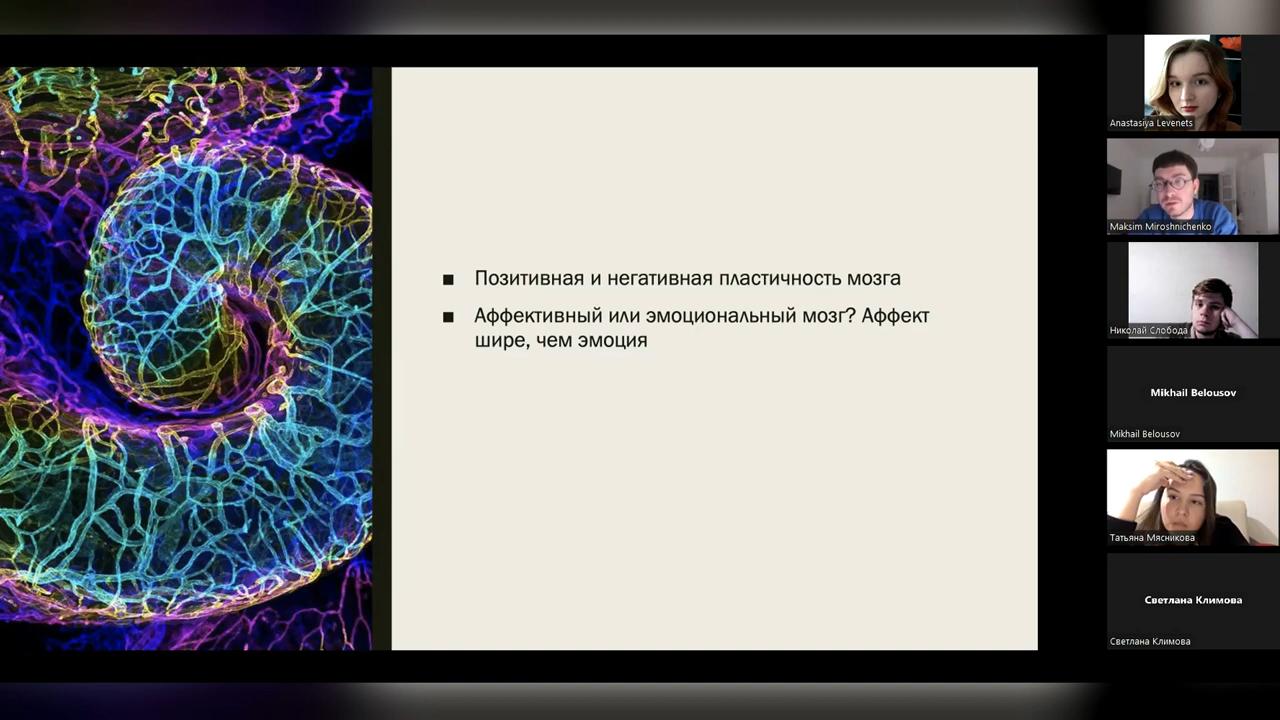 ■ Позитивная и негативная пластичность мозга
■ Аффективный или эмоциональный мозг? Аффект
шире, чем эмоция
Anastasiya Levenets
Maksim Miroshnichenko
Николай Слобода
Mikhail Belousov
Mikhail Belousov
Татьяна Мясникова
Светлана Климова
Светлана Климова